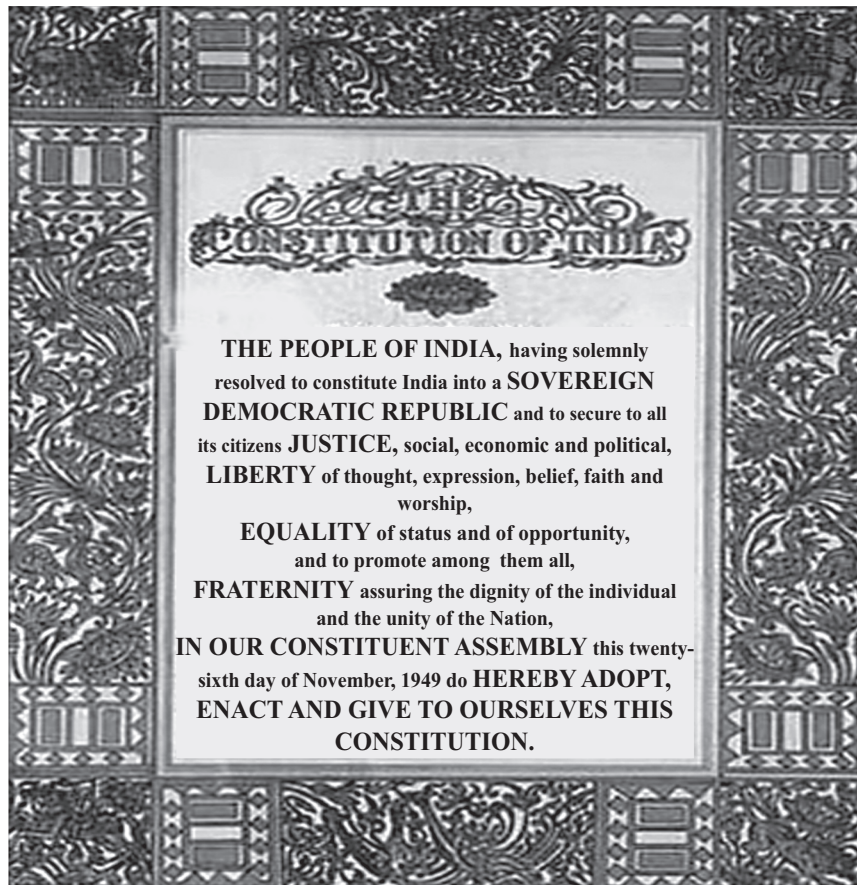 THE
CONSTITUTION OF INDIA
THE PEOPLE OF INDIA, having solemnly
resolved to constitute India into a SOVEREIGN
DEMOCRATIC REPUBLIC and to secure to all
its citizens JUSTICE, social, economic and political,
LIBERTY of thought, expression, belief, faith and
worship,
EQUALITY of status and of opportunity,
and to promote among them all,
FRATERNITY assuring the dignity of the individual
and the unity of the Nation,
IN OUR CONSTITUENT ASSEMBLY this twenty-
sixth day of November, 1949 do HEREBY ADOPT,
ENACT AND GIVE TO OURSELVES THIS
CONSTITUTION.